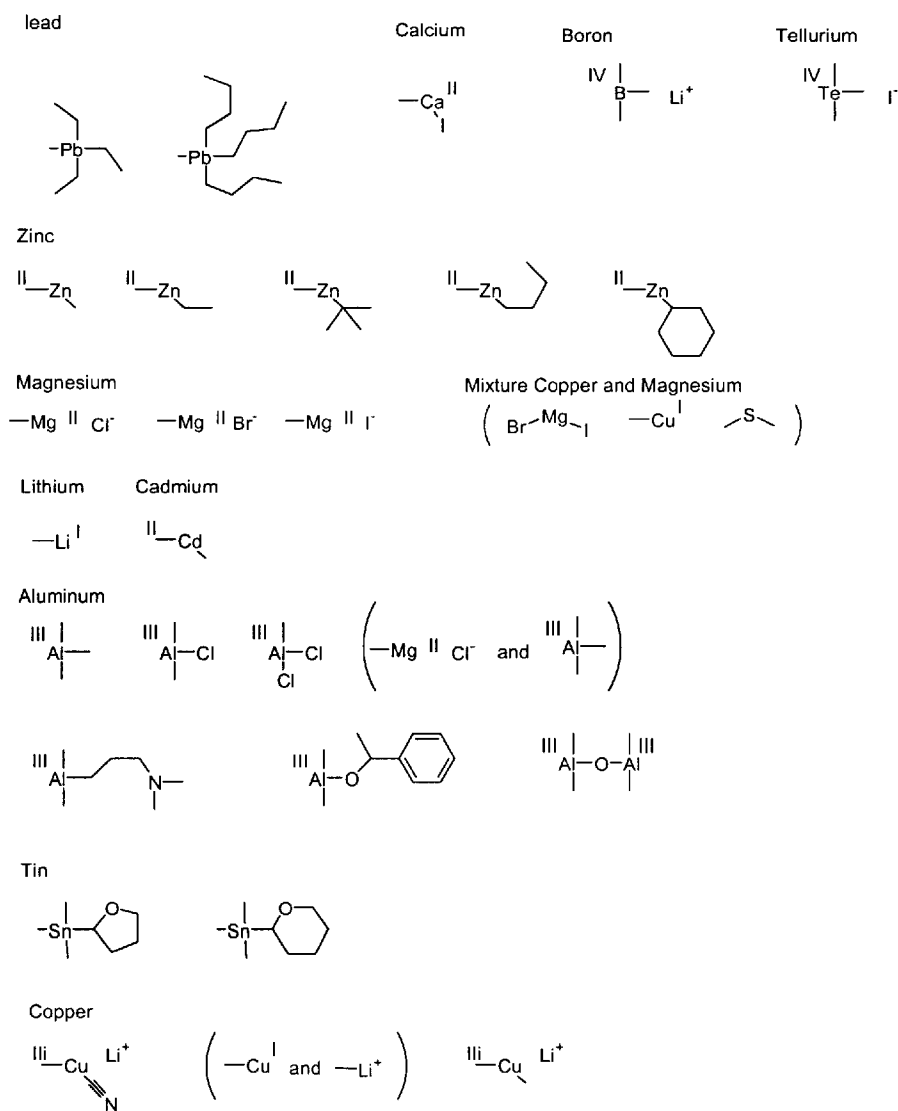 lead
Calcium
Boron
Tellurium
Pb
Pb
Ca II
I
IV
B
Li+
IV
Te
I-
Zinc
II Zn
II Zn
II Zn
II Zn
II Zn
Magnesium
Mixture Copper and Magnesium
Mg II Cl-
Mg II Br-
Mg II I-
( Br Mg I
Cu I
S )
Lithium
Cadmium
Li I
II Cd
Aluminum
III
Al
III
Al Cl
III
Al Cl
Cl
( Mg II Cl- and III Al )
III
Al
N
III
Al O
III III
Al O Al
Tin
Sn
O
Sn
O
Copper
IIi Cu Li+
N
( Cu I and Li+ )
IIi Cu Li+